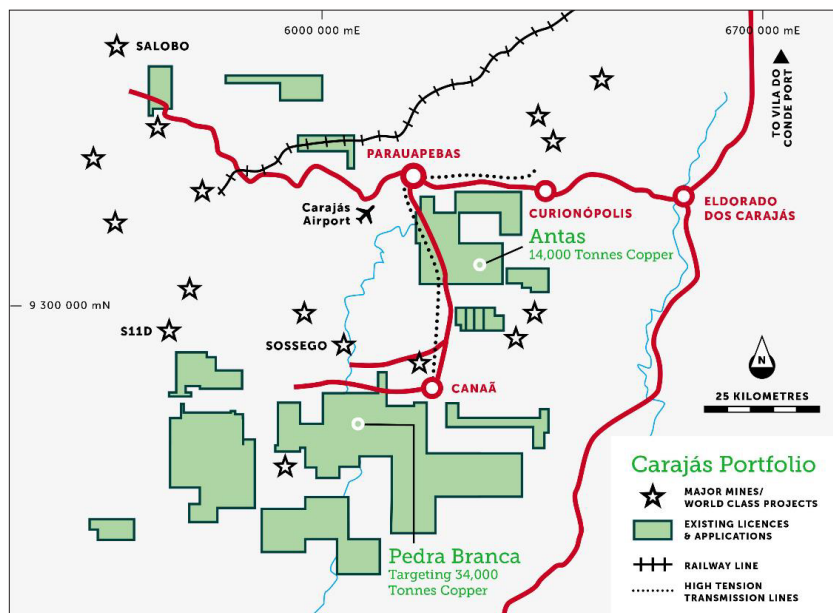 6000 000 mE
6700 000 mE
SALOBO
TO VILA DO
CONDE PORT
PARAUAPEBAS
Carajás
Airport
CURIONÓPOLIS
ELDORADO
DOS CARAJÁS
Antas
14,000 Tonnes Copper
9 300 000 mN
S11D
SOSSEGO
N
CANAÃ
25 KILOMETRES
Carajás Portfolio
MAJOR MINES/
WORLD CLASS PROJECTS
EXISTING LICENCES
& APPLICATIONS
RAILWAY LINE
HIGH TENSION
TRANSMISSION LINES
Pedra Branca
Targeting 34,000
Tonnes Copper